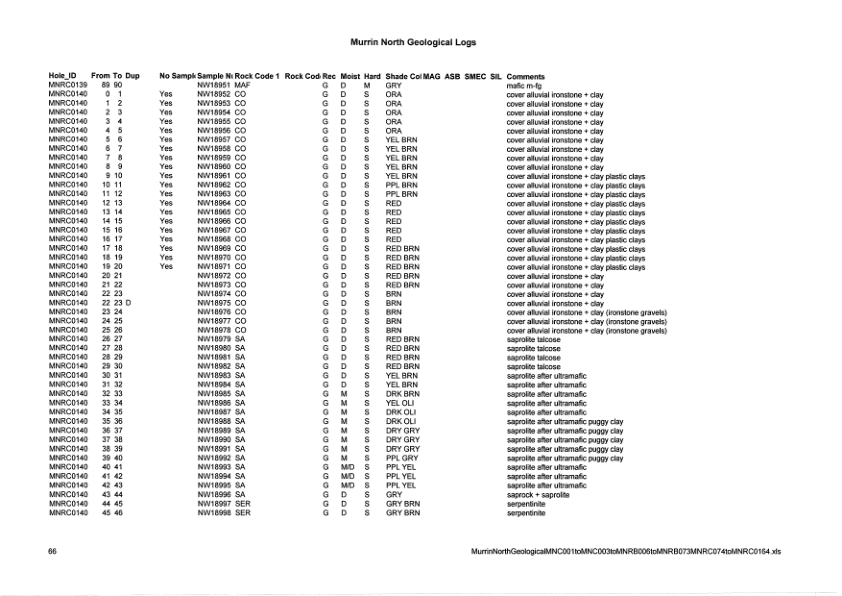 Murrin North Geological Logs
Hole_ID From To Dup No Sampl Sample N Rock Code 1 Rock Cod Rec Moist Hard Shade Col MAG ASB SMEC SIL Comments
MNRC0139 89 90 NW18951 MAF G D M GRY mafic m-fg
MNRC0140 0 1 Yes NW18952 CO G D S ORA cover alluvial ironstone + clay
MNRC0140 1 2 Yes NW18953 CO G D S ORA cover alluvial ironstone + clay
MNRC0140 2 3 Yes NW18954 CO G D S ORA cover alluvial ironstone + clay
MNRC0140 3 4 Yes NW18955 CO G D S ORA cover alluvial ironstone + clay
MNRC0140 4 5 Yes NW18956 CO G D S ORA cover alluvial ironstone + clay
MNRC0140 5 6 Yes NW18957 CO G D S YEL BRN cover alluvial ironstone + clay
MNRC0140 6 7 Yes NW18958 CO G D S YEL BRN cover alluvial ironstone + clay
MNRC0140 7 8 Yes NW18959 CO G D S YEL BRN cover alluvial ironstone + clay
MNRC0140 8 9 Yes NW18960 CO G D S YEL BRN cover alluvial ironstone + clay
MNRC0140 9 10 Yes NW18961 CO G D S YEL BRN cover alluvial ironstone + clay plastic clays
MNRC0140 10 11 Yes NW18962 CO G D S PPL BRN cover alluvial ironstone + clay plastic clays
MNRC0140 11 12 Yes NW18963 CO G D S PPL BRN cover alluvial ironstone + clay plastic clays
MNRC0140 12 13 Yes NW18964 CO G D S RED cover alluvial ironstone + clay plastic clays
MNRC0140 13 14 Yes NW18965 CO G D S RED cover alluvial ironstone + clay plastic clays
MNRC0140 14 15 Yes NW18966 CO G D S RED cover alluvial ironstone + clay plastic clays
MNRC0140 15 16 Yes NW18967 CO G D S RED cover alluvial ironstone + clay plastic clays
MNRC0140 16 17 Yes NW18968 CO G D S RED cover alluvial ironstone + clay plastic clays
MNRC0140 17 18 Yes NW18969 CO G D S RED BRN cover alluvial ironstone + clay plastic clays
MNRC0140 18 19 Yes NW18970 CO G D S RED BRN cover alluvial ironstone + clay plastic clays
MNRC0140 19 20 Yes NW18971 CO G D S RED BRN cover alluvial ironstone + clay plastic clays
MNRC0140 20 21 NW18972 CO G D S RED BRN cover alluvial ironstone + clay
MNRC0140 21 22 NW18973 CO G D S RED BRN cover alluvial ironstone + clay
MNRC0140 22 23 NW18974 CO G D S BRN cover alluvial ironstone + clay
MNRC0140 22 23 D NW18975 CO G D S BRN cover alluvial ironstone + clay
MNRC0140 23 24 NW18976 CO G D S BRN cover alluvial ironstone + clay (ironstone gravels)
MNRC0140 24 25 NW18977 CO G D S BRN cover alluvial ironstone + clay (ironstone gravels)
MNRC0140 25 26 NW18978 CO G D S BRN cover alluvial ironstone + clay (ironstone gravels)
MNRC0140 26 27 NW18979 SA G D S RED BRN saprolite talcose
MNRC0140 27 28 NW18980 SA G D S RED BRN saprolite talcose
MNRC0140 28 29 NW18981 SA G D S RED BRN saprolite talcose
MNRC0140 29 30 NW18982 SA G D S RED BRN saprolite talcose
MNRC0140 30 31 NW18983 SA G D S YEL BRN saprolite after ultramafic
MNRC0140 31 32 NW18984 SA G D S YEL BRN saprolite after ultramafic
MNRC0140 32 33 NW18985 SA G M S DRK BRN saprolite after ultramafic
MNRC0140 33 34 NW18986 SA G M S YEL OLI saprolite after ultramafic
MNRC0140 34 35 NW18987 SA G M S DRK OLI saprolite after ultramafic
MNRC0140 35 36 NW18988 SA G M S DRK OLI saprolite after ultramafic puggy clay
MNRC0140 36 37 NW18989 SA G M S DRY GRY saprolite after ultramafic puggy clay
MNRC0140 37 38 NW18990 SA G M S DRY GRY saprolite after ultramafic puggy clay
MNRC0140 38 39 NW18991 SA G M S DRY GRY saprolite after ultramafic puggy clay
MNRC0140 39 40 NW18992 SA G M S PPL GRY saprolite after ultramafic puggy clay
MNRC0140 40 41 NW18993 SA G M/D S PPL YEL saprolite after ultramafic
MNRC0140 41 42 NW18994 SA G M/D S PPL YEL saprolite after ultramafic
MNRC0140 42 43 NW18995 SA G M/D S PPL YEL saprolite after ultramafic
MNRC0140 43 44 NW18996 SA G D S GRY saprock + saprolite
MNRC0140 44 45 NW18997 SER G D S GRY BRN serpentinite
MNRC0140 45 46 NW18998 SER G D S GRY BRN serpentinite
66 MurrinNorthGeologicalMNC001toMNC003toMNRB006toMNRB073MNRC074toMNRC0164.xls